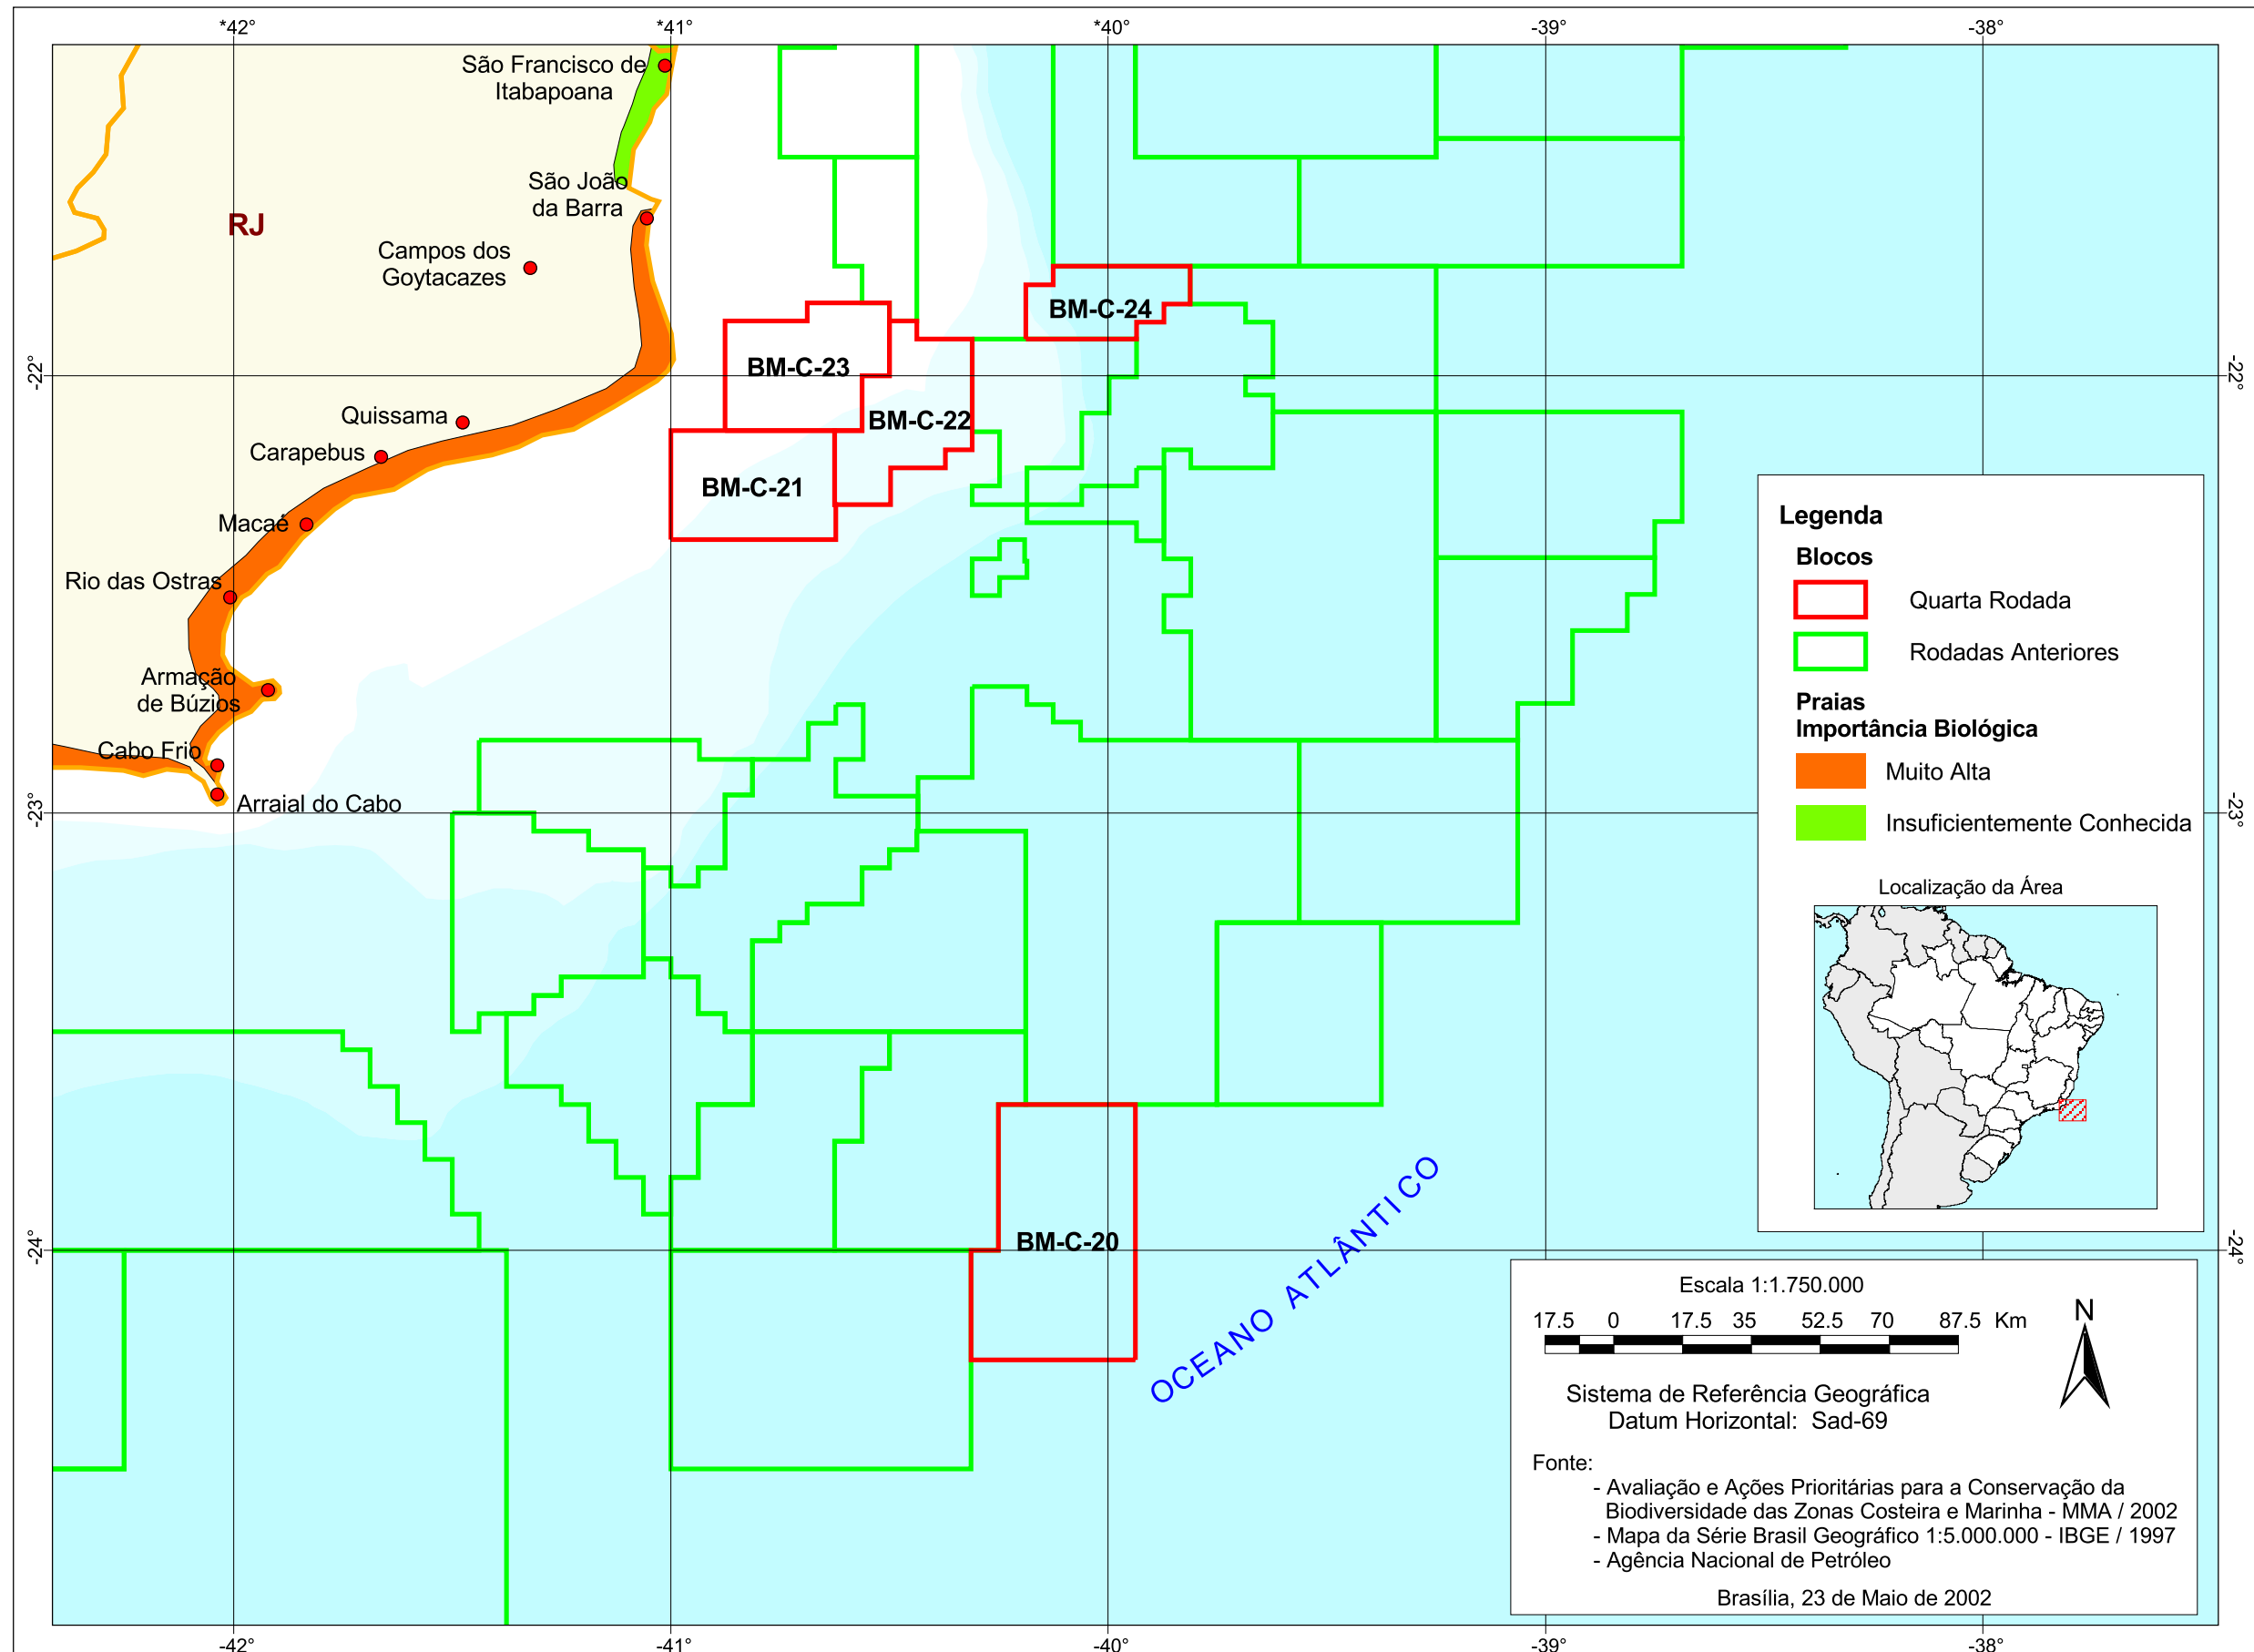 *42°
*41°
*40°
-39°
-38°
São Francisco de
Itabapoana
São João
da Barra
RJ
Campos dos
Goytacazes
BM-C-24
BM-C-23
-22°
-22°
Quissama
BM-C-22
Carapebus
BM-C-21
Macaé
Rio das Ostras
Armação
de Búzios
Cabo Frio
Arraial do Cabo
-23°
-23°
Legenda
Blocos
Quarta Rodada
Rodadas Anteriores
Praias
Importância Biológica
Muito Alta
Insuficientemente Conhecida
Localização da Área
BM-C-20
OCEANO ATLÂNTICO
-24°
-24°
Escala 1:1.750.000
17.5 0 17.5 35 52.5 70 87.5 Km
N
Sistema de Referência Geográfica
Datum Horizontal: Sad-69
Fonte:
- Avaliação e Ações Prioritárias para a Conservação da
Biodiversidade das Zonas Costeira e Marinha - MMA / 2002
- Mapa da Série Brasil Geográfico 1:5.000.000 - IBGE / 1997
- Agência Nacional de Petróleo
Brasília, 23 de Maio de 2002
-42°
-41°
-40°
-39°
-38°